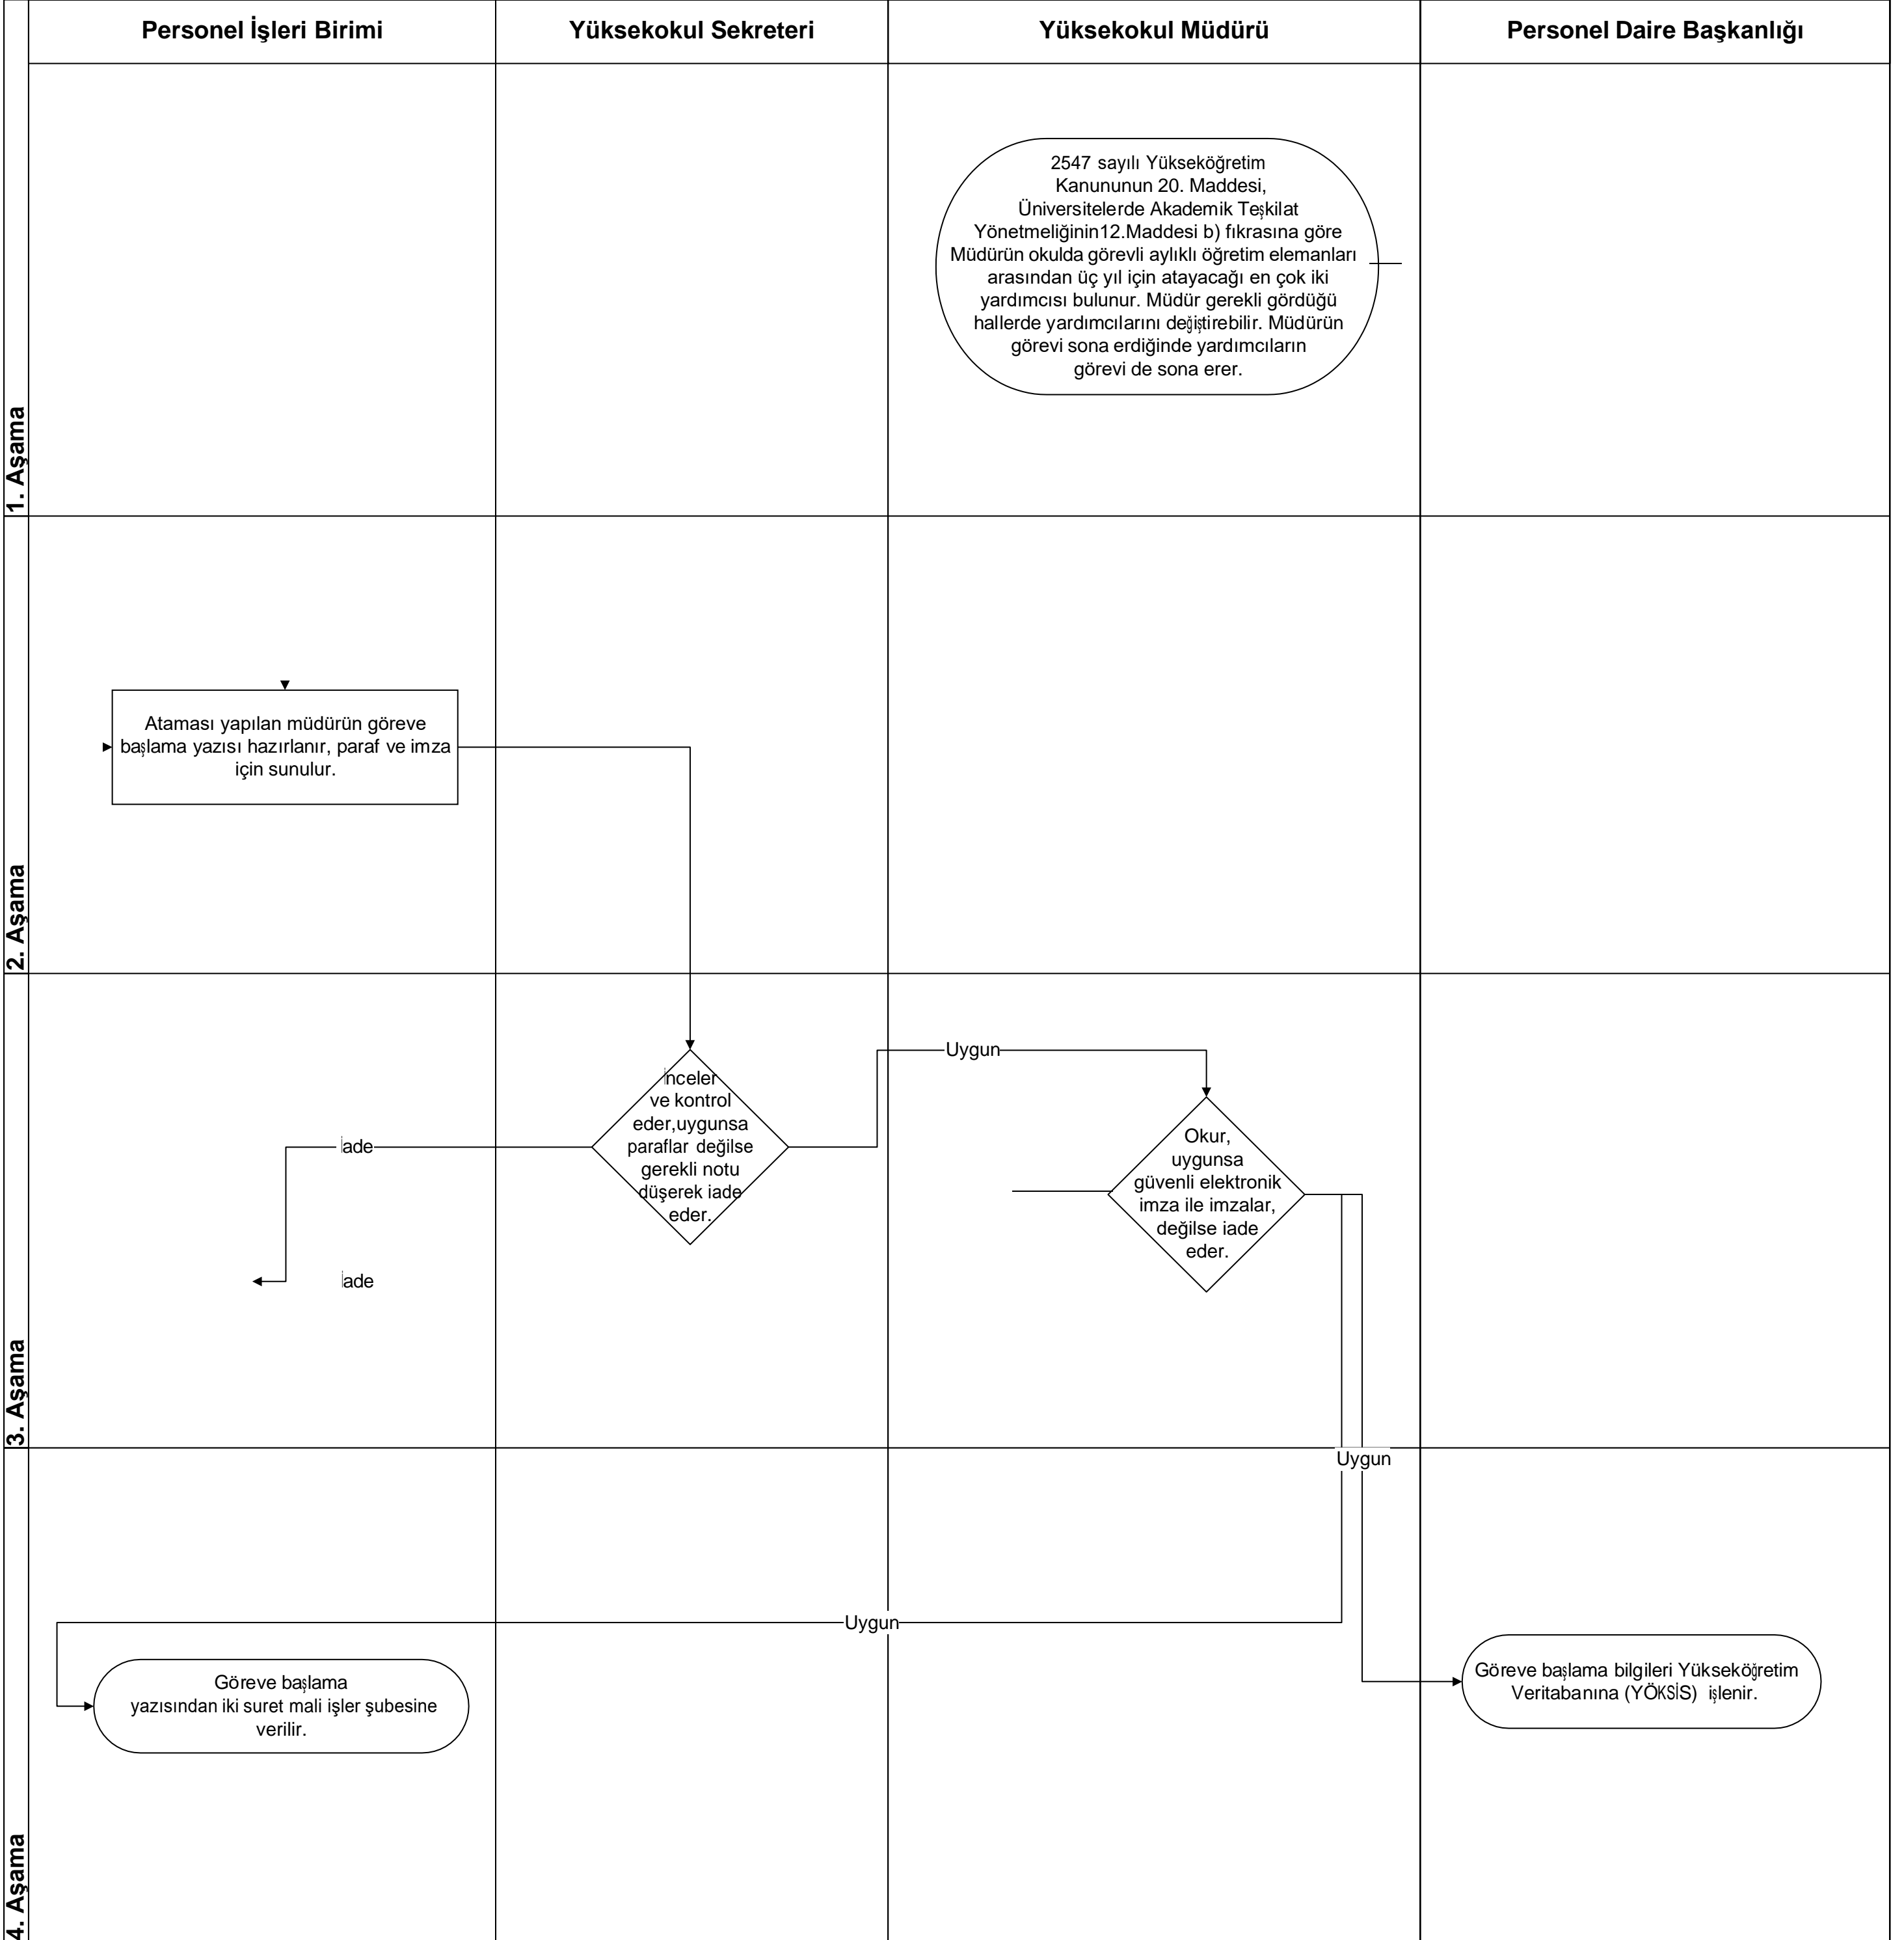 Personel İşleri Birimi
Yüksekokul Sekreteri
Yüksekokul Müdürü
Personel Daire Başkanlığı
1. Aşama
2547 sayılı Yükseköğretim
Kanununun 20. Maddesi,
Üniversitelerde Akademik Teşkilat
Yönetmeliğinin12.Maddesi b) fıkrasına göre
Müdürün okulda görevli aylıklı öğretim elemanları
arasından üç yıl için atayacağı en çok iki
yardımcısı bulunur. Müdür gerekli gördüğü
hallerde yardımcılarını değiştirebilir. Müdürün
görevi sona erdiğinde yardımcıların
görevi de sona erer.
2. Aşama
Ataması yapılan müdürün göreve
başlama yazısı hazırlanır, paraf ve imza
için sunulur.
3. Aşama
Uygun
İnceler
ve kontrol
eder,uygunsa
paraflar değilse
gerekli notu
düşerek iade
eder.
İade
Okur,
uygunsa
güvenli elektronik
imza ile imzalar,
değilse iade
eder.
İade
Uygun
4. Aşama
Uygun
Göreve başlama
yazısından iki suret mali işler şubesine
verilir.
Göreve başlama bilgileri Yükseköğretim
Veritabanına (YÖKSİS) işlenir.